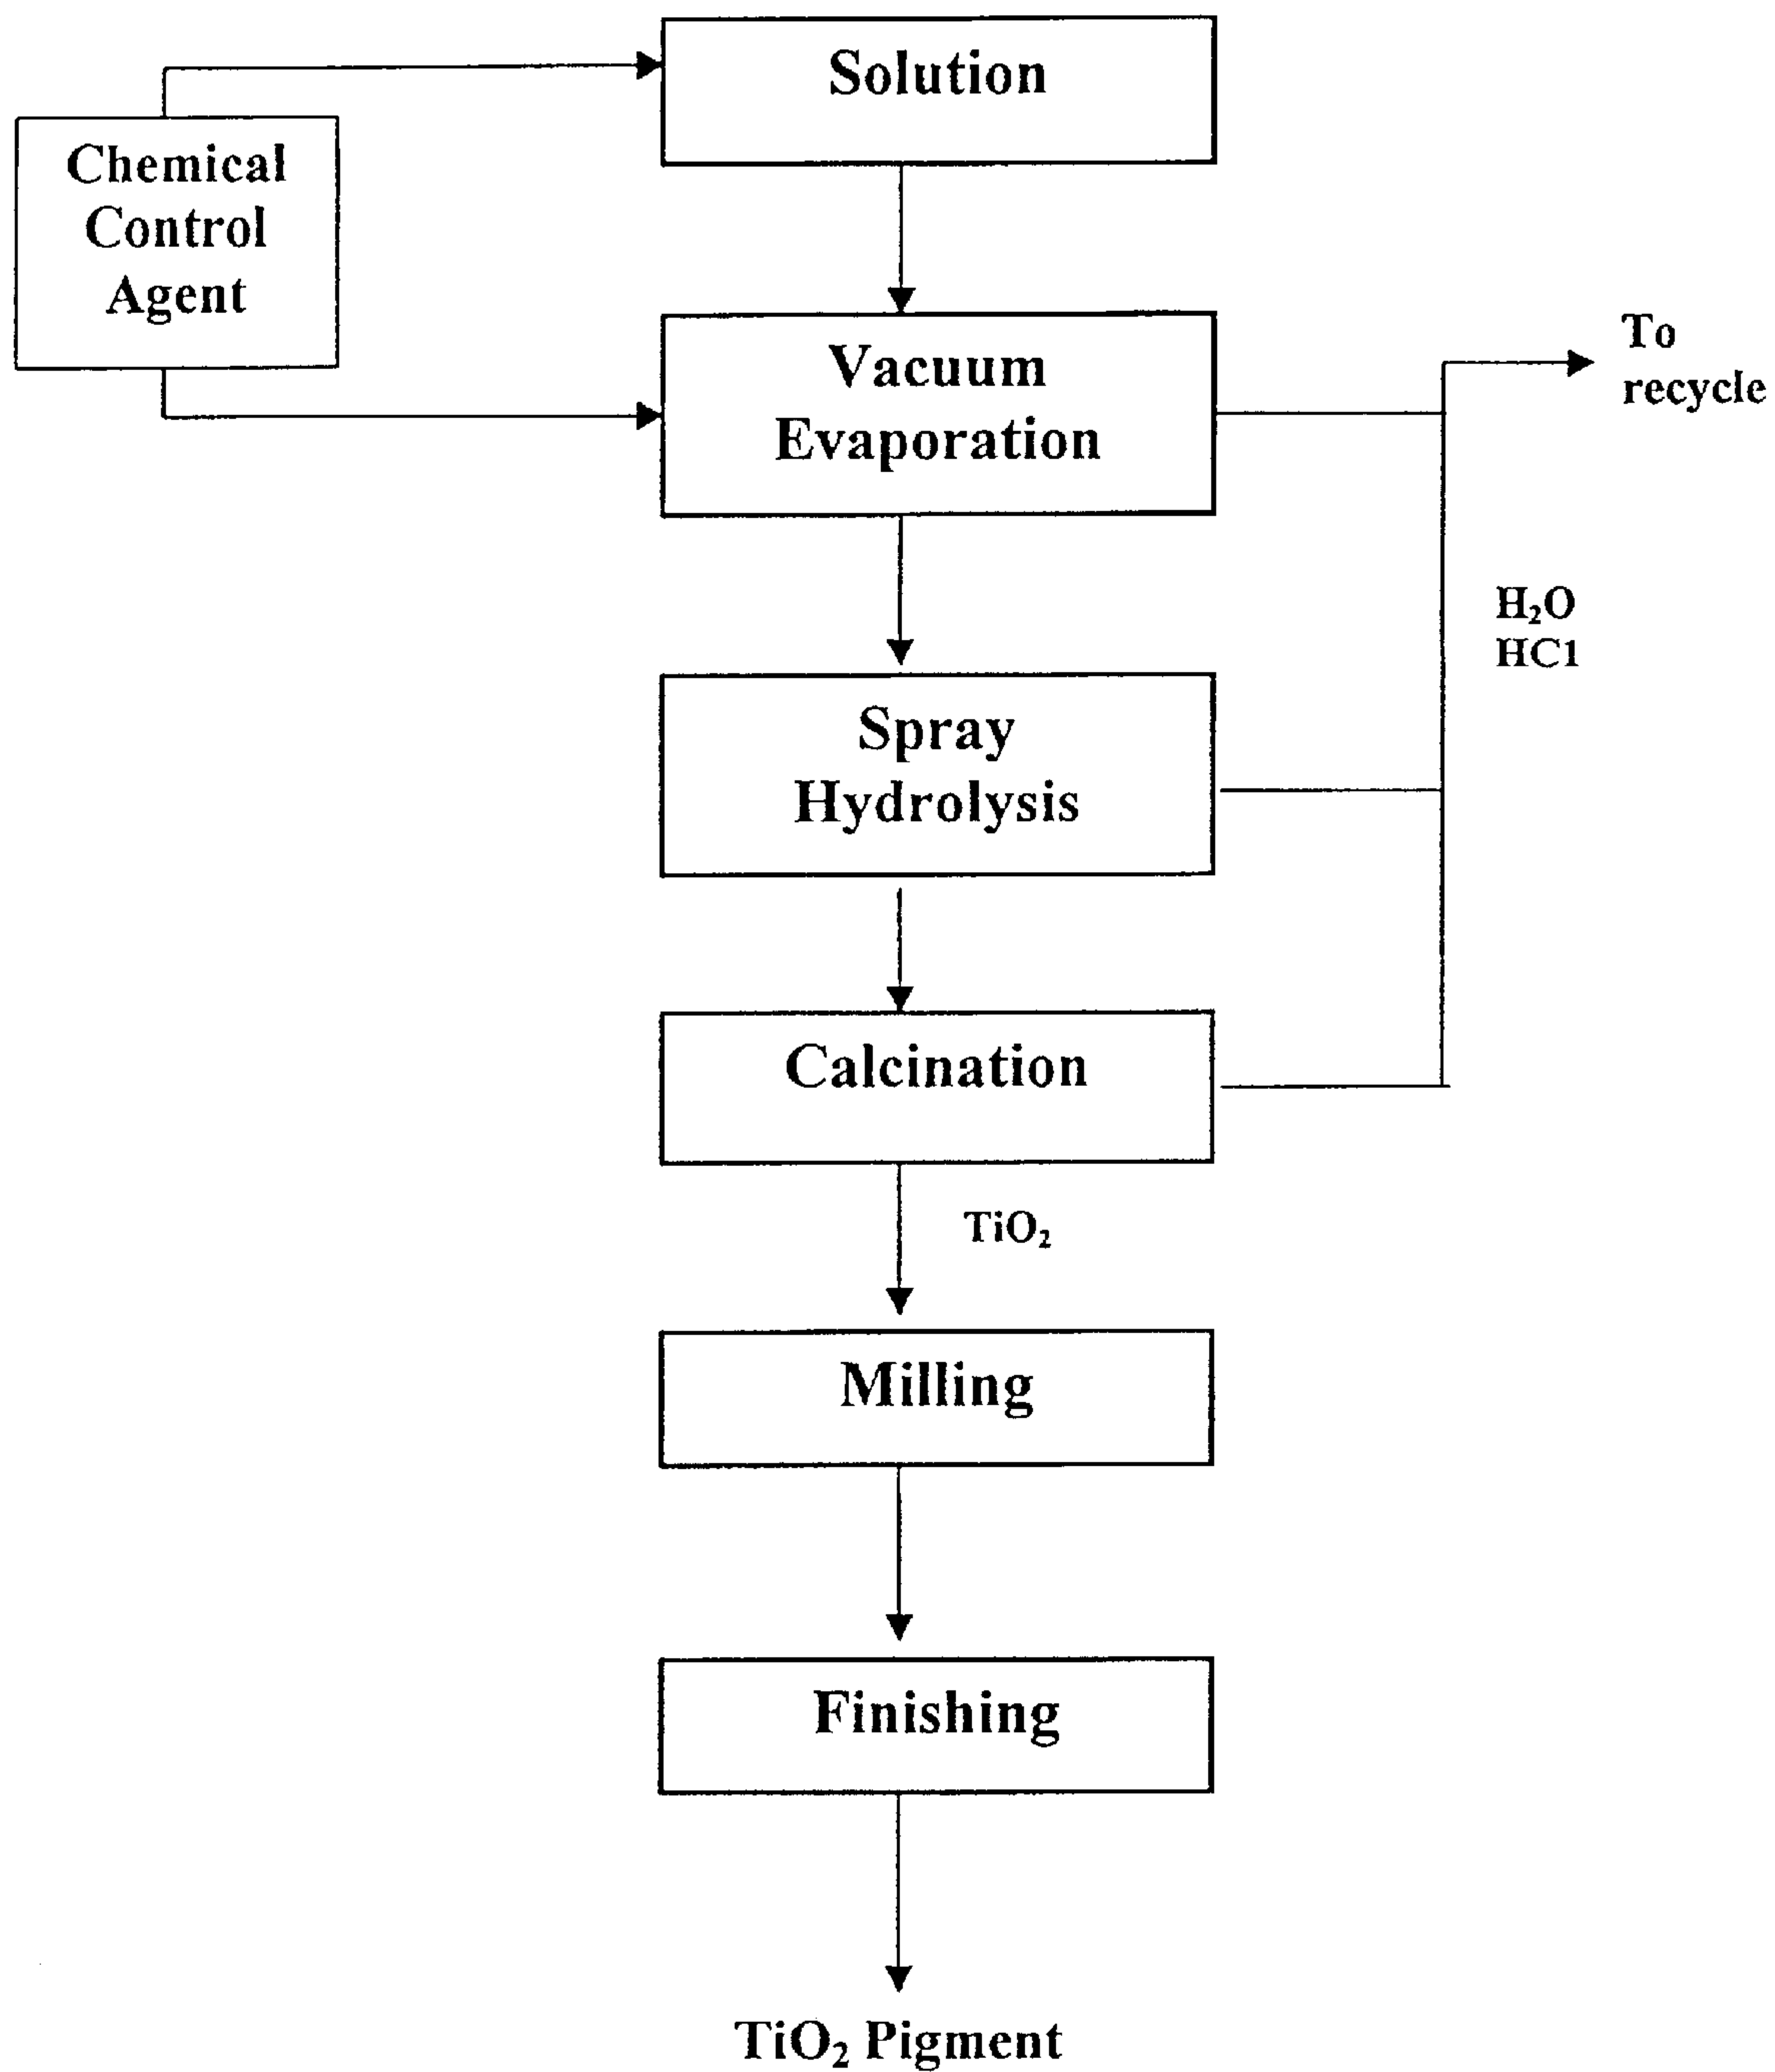 Solution
Chemical
Control
Agent
Vacuum
Evaporation
To
recycle
H₂O
HC1
Spray
Hydrolysis
Calcination
TiO₂
Milling
Finishing
TiO₂ Pigment